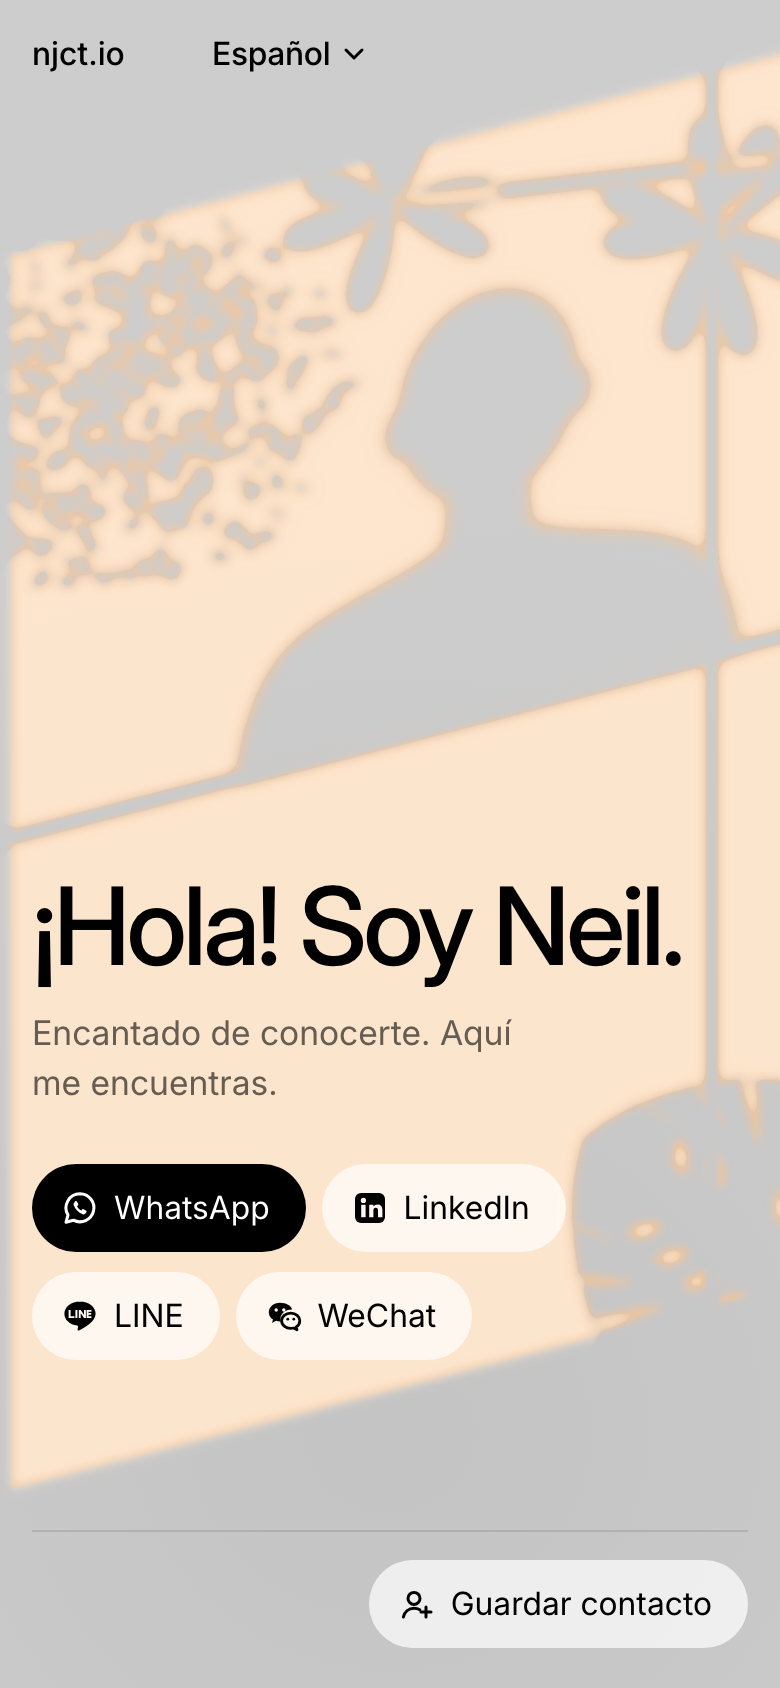 njct.io
Español
¡Hola! Soy Neil.
Encantado de conocerte. Aquí
me encuentras.
WhatsApp
LinkedIn
LINE
WeChat
Guardar contacto